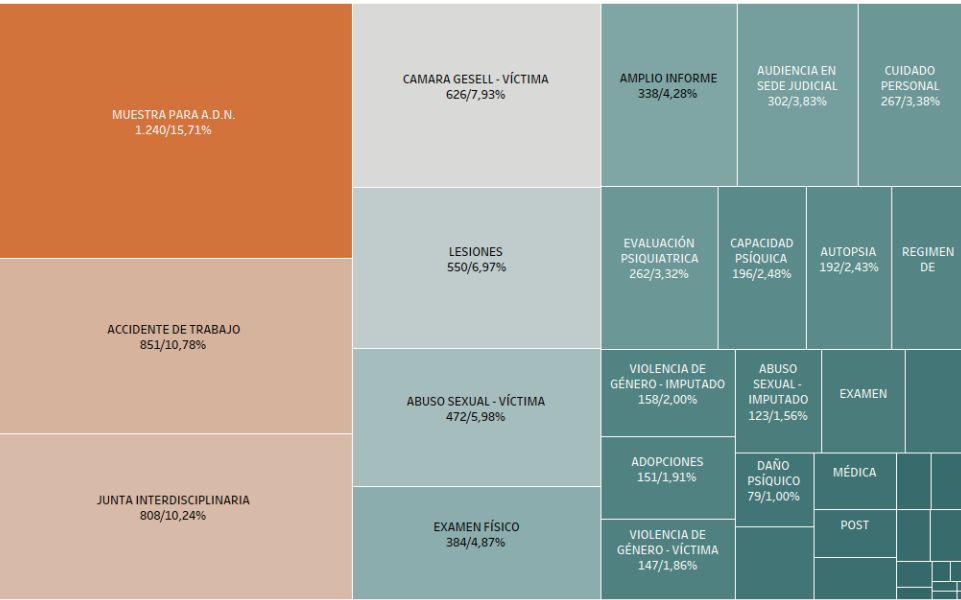 MUESTRA PARA A.D.N.
1.240/15,71%
ACCIDENTE DE TRABAJO
851/10,78%
JUNTA INTERDISCIPLINARIA
808/10,24%
CAMARA GESELL - VÍCTIMA
626/7,93%
LESIONES
550/6,97%
ABUSO SEXUAL - VÍCTIMA
472/5,98%
EXAMEN FÍSICO
384/4,87%
AMPLIO INFORME
338/4,28%
AUDIENCIA EN
SEDE JUDICIAL
302/3,83%
CUIDADO
PERSONAL
267/3,38%
EVALUACIÓN
PSIQUIATRICA
262/3,32%
CAPACIDAD
PSÍQUICA
196/2,48%
AUTOPSIA
192/2,43%
REGIMEN
DE
VIOLENCIA DE
GÉNERO - IMPUTADO
158/2,00%
ADOPCIONES
151/1,91%
VIOLENCIA DE
GÉNERO - VÍCTIMA
147/1,86%
ABUSO
SEXUAL -
IMPUTADO
123/1,56%
EXAMEN
DAÑO
PSÍQUICO
79/1,00%
MÉDICA
POST